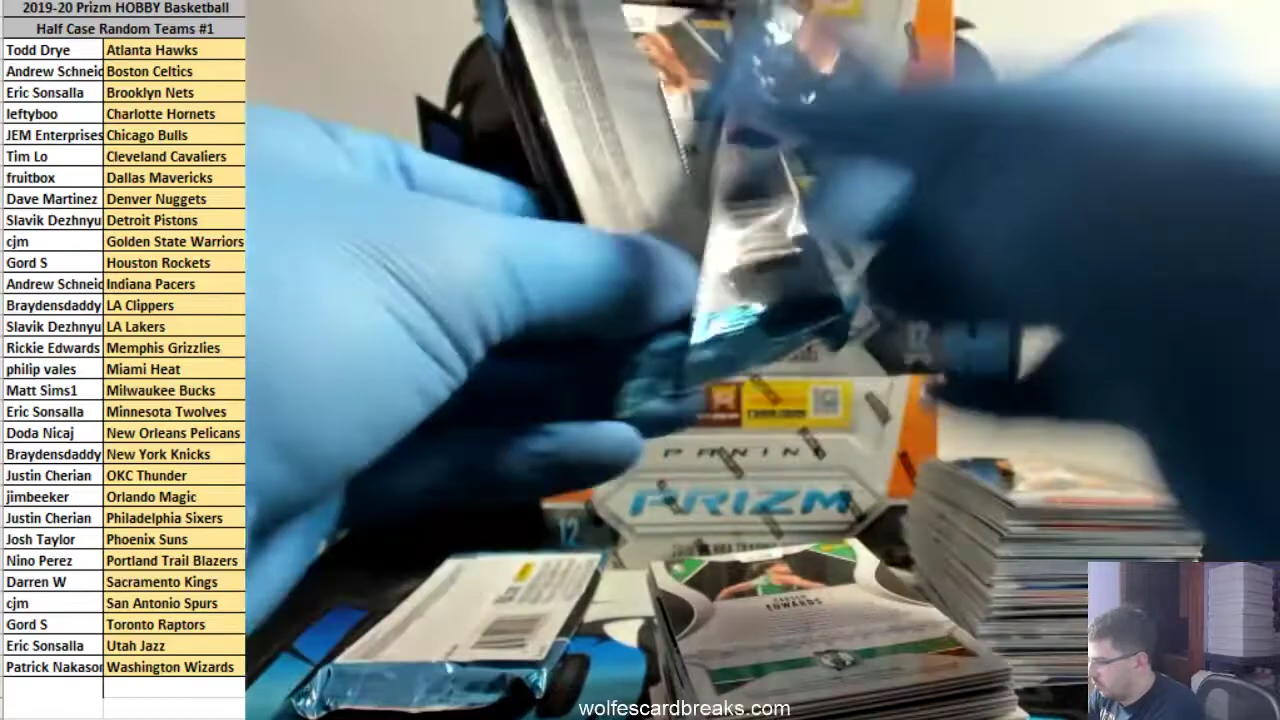 2019-20 Prizm HOBBY Basketball
Half Case Random Teams #1
Todd Drye Atlanta Hawks
Andrew Schneid Boston Celtics
Eric Sonsalla Brooklyn Nets
leftyboo Charlotte Hornets
JEM Enterprises Chicago Bulls
Tim Lo Cleveland Cavaliers
fruitbox Dallas Mavericks
Dave Martinez Denver Nuggets
Slavik Dezhnyu Detroit Pistons
cjm Golden State Warriors
Gord S Houston Rockets
Andrew Schneid Indiana Pacers
Braydensdaddy LA Clippers
Slavik Dezhnyu LA Lakers
Rickie Edwards Memphis Grizzlies
philip vales Miami Heat
Matt Sims1 Milwaukee Bucks
Eric Sonsalla Minnesota Twolves
Doda Nicaj New Orleans Pelicans
Braydensdaddy New York Knicks
Justin Cherian OKC Thunder
jimbeeker Orlando Magic
Justin Cherian Philadelphia Sixers
Josh Taylor Phoenix Suns
Nino Perez Portland Trail Blazers
Darren W Sacramento Kings
cjm San Antonio Spurs
Gord S Toronto Raptors
Eric Sonsalla Utah Jazz
Patrick Nakason Washington Wizards
PANINI
PRIZM
12
CARSEN
EDWARDS
wolfescardbreaks.com